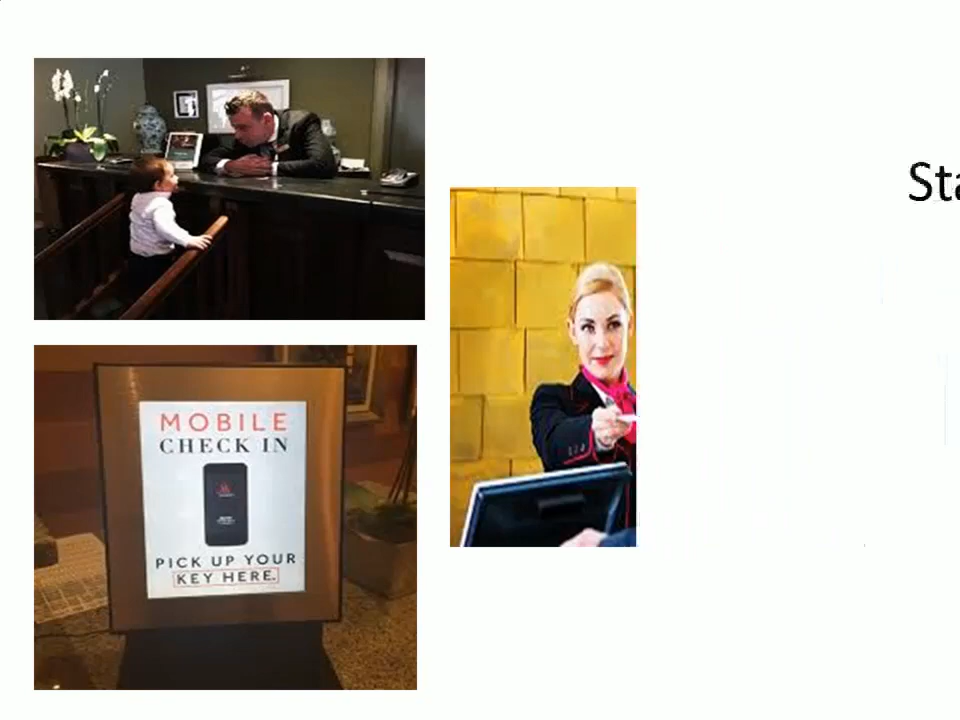 Sta
MOBILE
CHECK IN
PICK UP YOUR
KEY HERE.